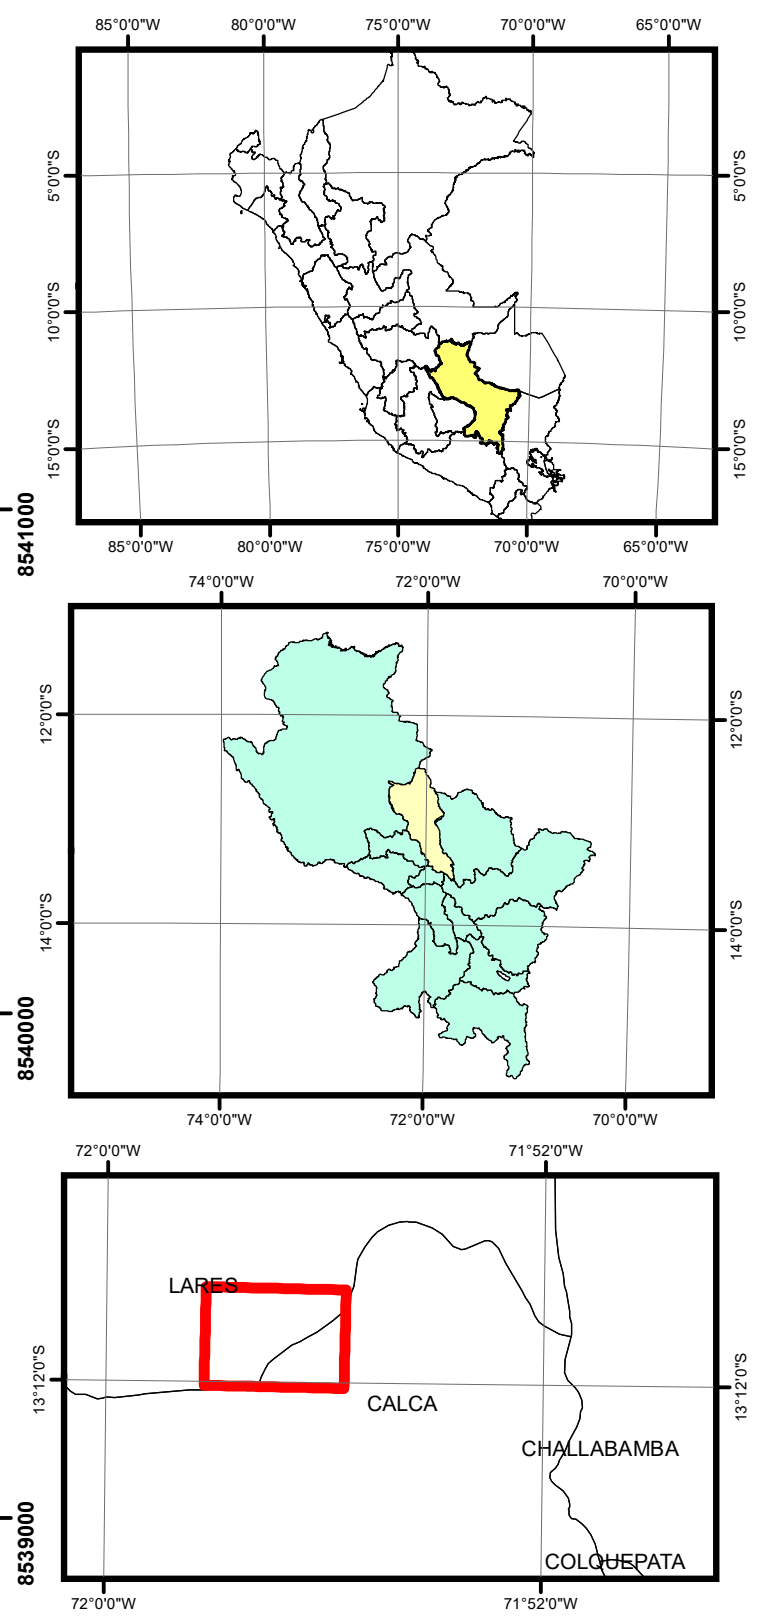 85°0'0"W 80°0'0"W 75°0'0"W 70°0'0"W 65°0'0"W
5°0'0"S 5°0'0"S
10°0'0"S 10°0'0"S
15°0'0"S 15°0'0"S
8541000
85°0'0"W 80°0'0"W 75°0'0"W 70°0'0"W 65°0'0"W
74°0'0"W 72°0'0"W 70°0'0"W
12°0'0"S 12°0'0"S
14°0'0"S 14°0'0"S
8540000
74°0'0"W 72°0'0"W 70°0'0"W
72°0'0"W 71°52'0"W
LARES
13°12'0"S 13°12'0"S
CALCA
CHALLABAMBA
8539000
COLQUEPATA
72°0'0"W 71°52'0"W